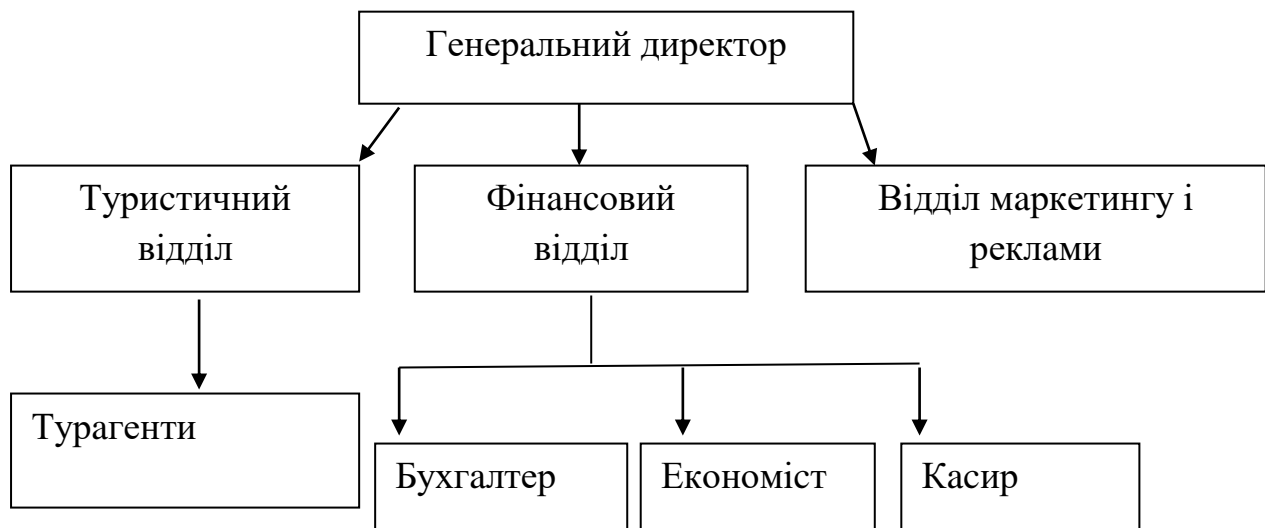 Генеральний директор
Туристичний
відділ
Фінансовий
відділ
Відділ маркетингу і
реклами
Турагенти
Бухгалтер
Економіст
Касир